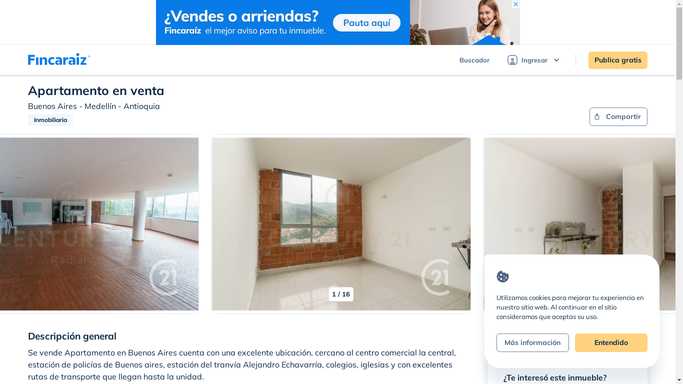 ¿Vendes o arriendas?
Fincaraíz el mejor aviso para tu inmueble.
Pauta aquí
Fincaraíz
Buscador
Ingresar
Publica gratis
Apartamento en venta
Buenos Aires - Medellín - Antioquia
Inmobiliaria
Compartir
CENTURY 21
21
1 / 16
21
Utilizamos cookies para mejorar tu experiencia en
nuestro sitio web. Al continuar en el sitio
consideramos que aceptas su uso.
Más información
Entendido
Descripción general
Se vende Apartamento en Buenos Aires cuenta con una excelente ubicación, cercano al centro comercial la central,
estación de policías de Buenos aires, estación del tranvía Alejandro Echavarría, colegios, iglesias y con excelentes
rutas de transporte que llegan hasta la unidad.
¿Te interesó este inmueble?